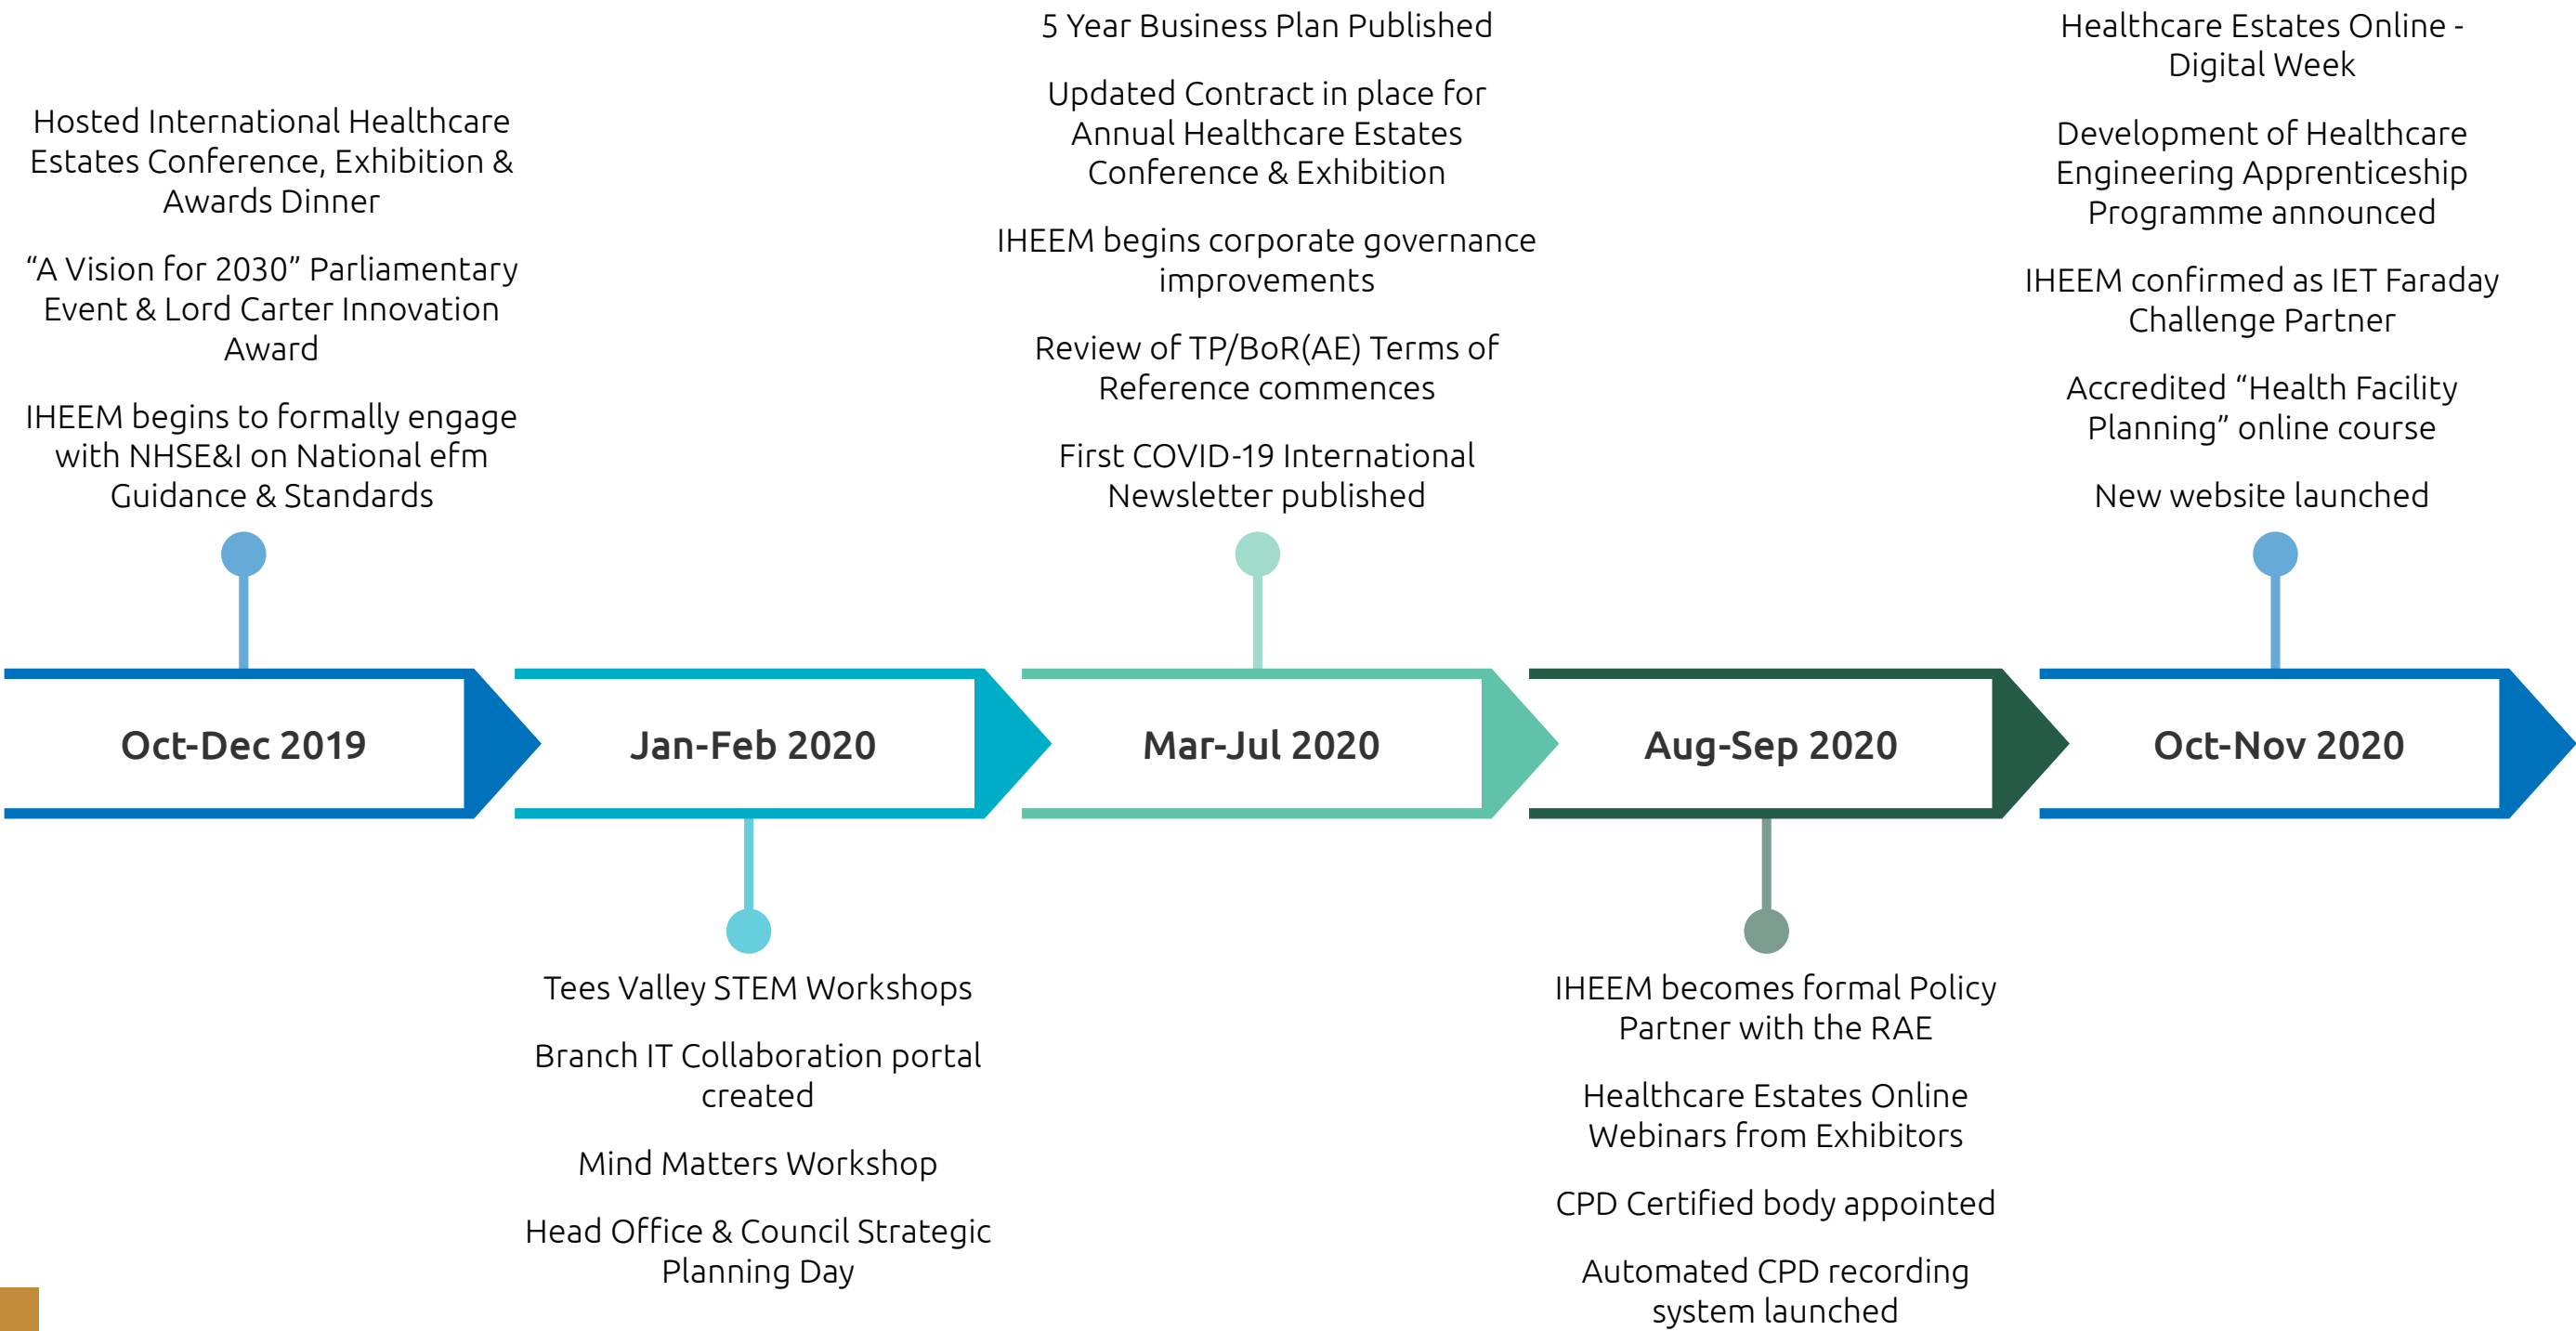 Hosted International Healthcare
Estates Conference, Exhibition &
Awards Dinner
“A Vision for 2030” Parliamentary
Event & Lord Carter Innovation
Award
IHEEM begins to formally engage
with NHSE&I on National efm
Guidance & Standards
5 Year Business Plan Published
Updated Contract in place for
Annual Healthcare Estates
Conference & Exhibition
IHEEM begins corporate governance
improvements
Review of TP/BoR(AE) Terms of
Reference commences
First COVID-19 International
Newsletter published
Healthcare Estates Online -
Digital Week
Development of Healthcare
Engineering Apprenticeship
Programme announced
IHEEM confirmed as IET Faraday
Challenge Partner
Accredited “Health Facility
Planning” online course
New website launched
Oct-Dec 2019
Jan-Feb 2020
Mar-Jul 2020
Aug-Sep 2020
Oct-Nov 2020
Tees Valley STEM Workshops
Branch IT Collaboration portal
created
Mind Matters Workshop
Head Office & Council Strategic
Planning Day
IHEEM becomes formal Policy
Partner with the RAE
Healthcare Estates Online
Webinars from Exhibitors
CPD Certified body appointed
Automated CPD recording
system launched